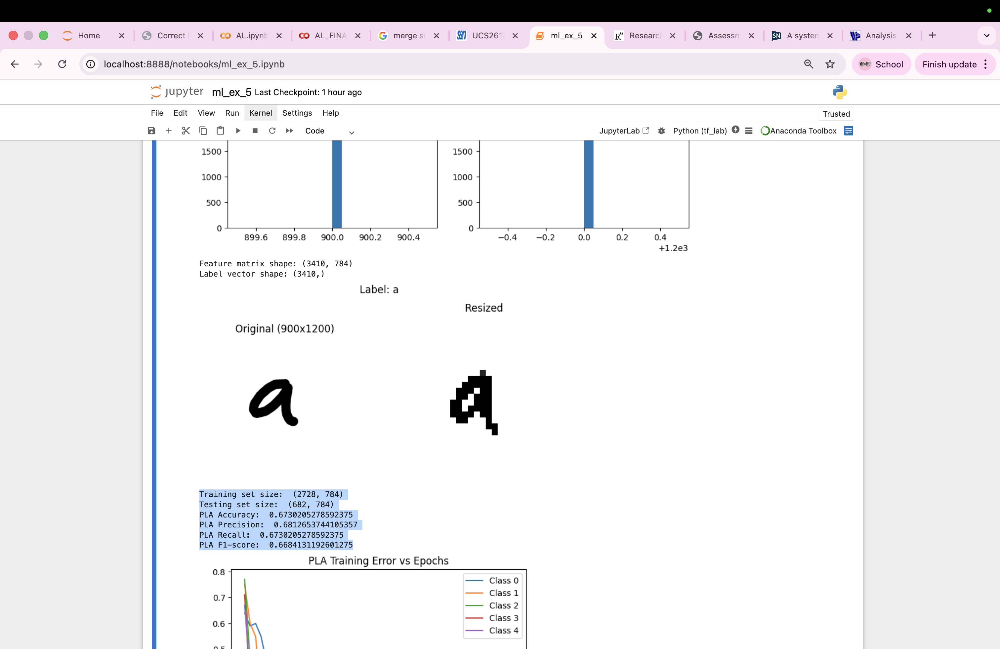 Home
Correct
AL.ipynb
AL_FINA
merge s
UCS261
ml_ex_5
Research
Assessm
A system
Analysis
localhost:8888/notebooks/ml_ex_5.ipynb
School
Finish update
jupyter
ml_ex_5 Last Checkpoint: 1 hour ago
File Edit View Run Kernel Settings Help
Trusted
Code
JupyterLab
Python (tf_lab)
Anaconda Toolbox
1500
1000
500
0
899.6 899.8 900.0 900.2 900.4
1500
1000
500
0
−0.4 −0.2 0.0 0.2 0.4
+1.2e3
Feature matrix shape: (3410, 784)
Label vector shape: (3410,)
Label: a
Resized
Original (900x1200)
a
a
Training set size:  (2728, 784)
Testing set size:  (682, 784)
PLA Accuracy:  0.6730205278592375
PLA Precision:  0.6812653744105357
PLA Recall:  0.6730205278592375
PLA F1-score:  0.6684131192601275
PLA Training Error vs Epochs
0.8
0.7
0.6
Class 0
Class 1
Class 2
Class 3
Class 4